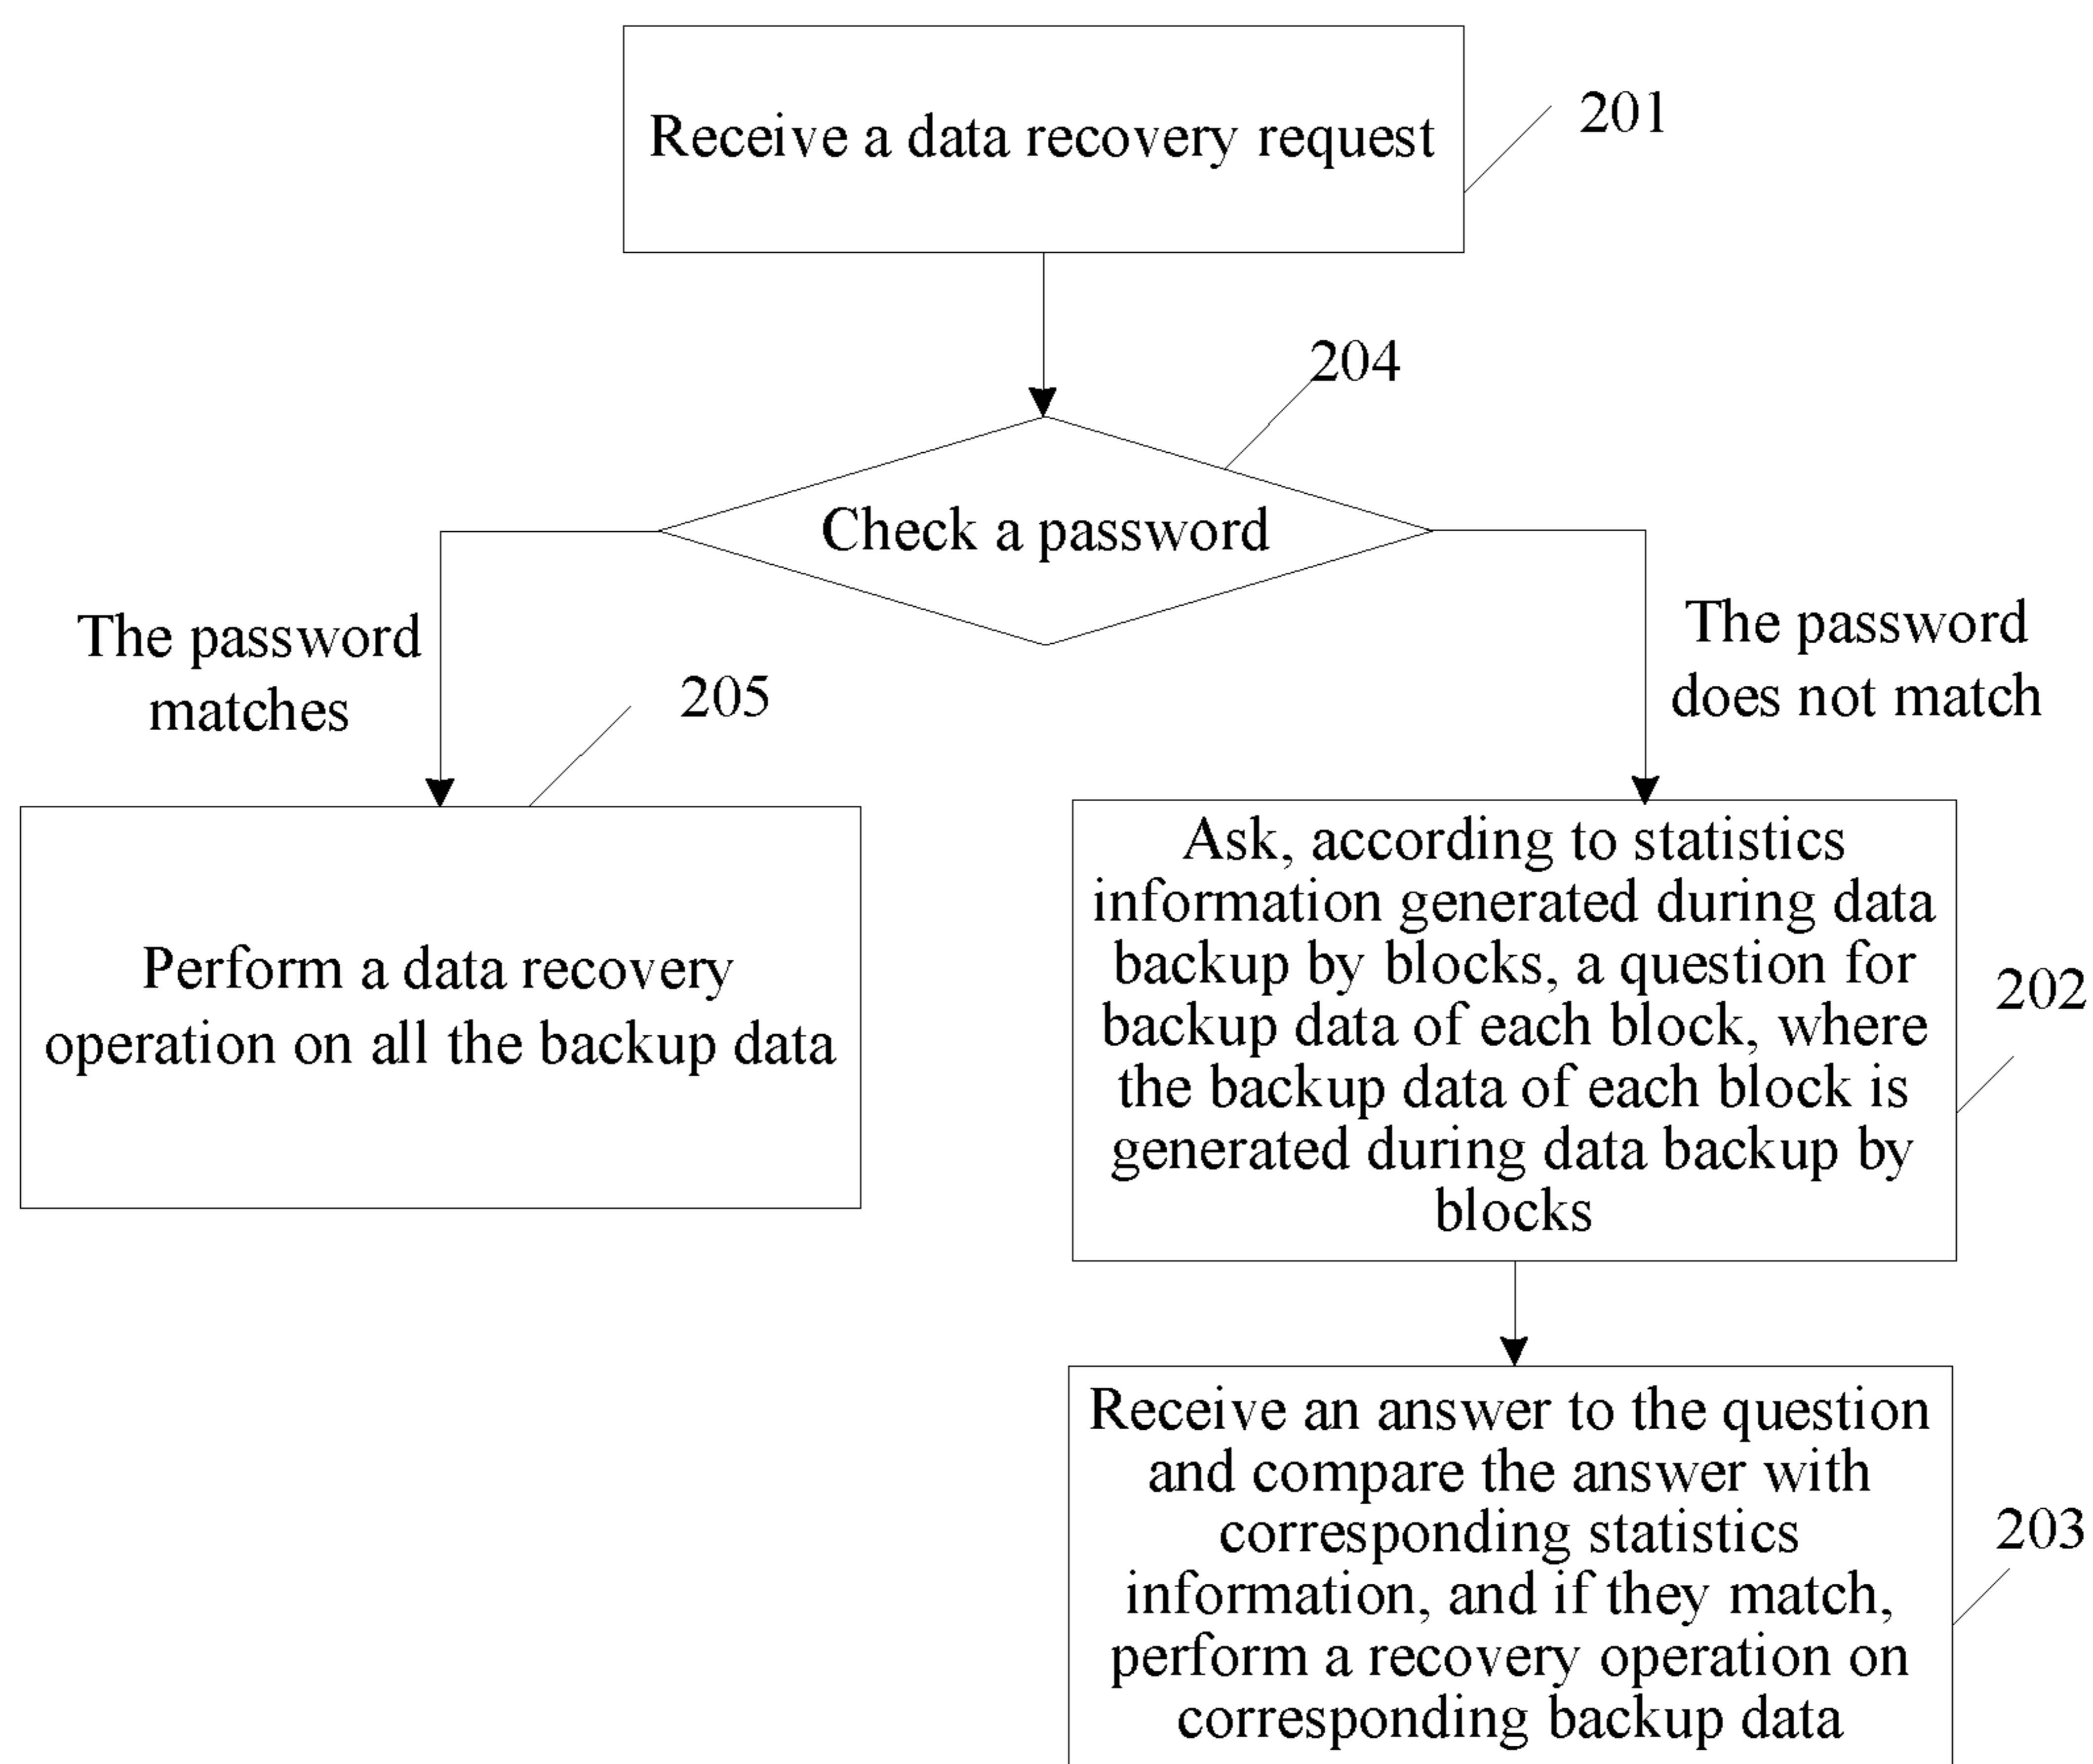 Receive a data recovery request
201
204
Check a password
The password
matches
The password
does not match
205
Perform a data recovery
operation on all the backup data
Ask, according to statistics
information generated during data
backup by blocks, a question for
backup data of each block, where
the backup data of each block is
generated during data backup by
blocks
202
Receive an answer to the question
and compare the answer with
corresponding statistics
information, and if they match,
perform a recovery operation on
corresponding backup data
203